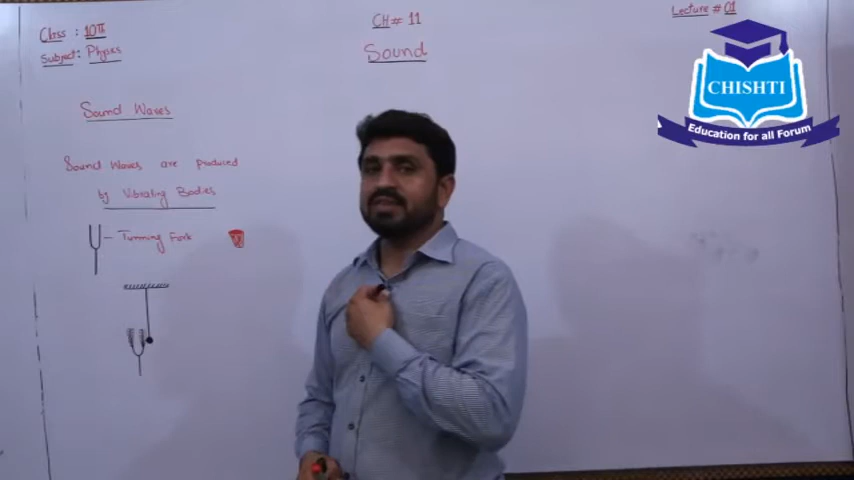 Class : 10Th
Subject: Physics
CH# 11
Sound
Lecture # 01
CHISHTI
Education for all Forum
Sound Waves
Sound Waves are produced
by Vibrating Bodies
Tunning Fork